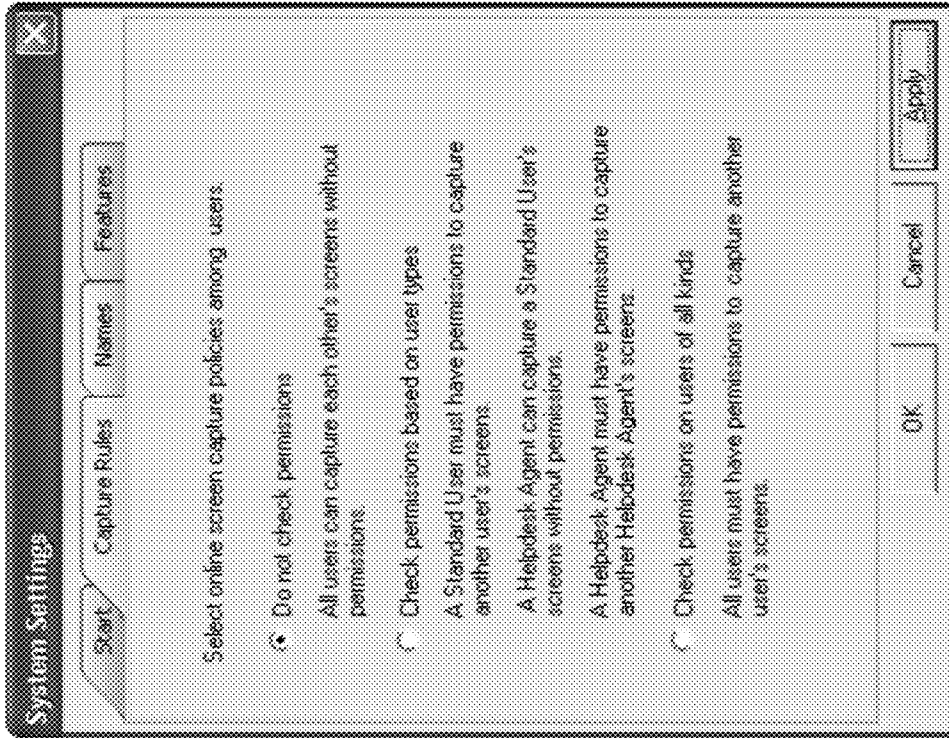 System Settings
Start
Capture Rules
Names
Features
Select online screen capture policies among users.
Do not check permissions
All users can capture each other's screens without
permissions.
Check permissions based on user types
A Standard User must have permissions to capture
another user's screens.
A Helpdesk Agent can capture a Standard User's
screens without permissions.
A Helpdesk Agent must have permissions to capture
another Helpdesk Agent's screens.
Check permissions on users of all kinds
All users must have permissions to capture another
user's screens.
OK
Cancel
Apply